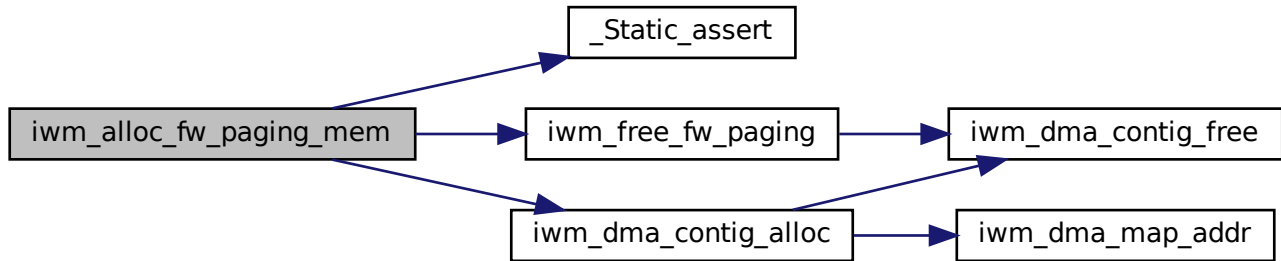 _Static_assert
iwm_alloc_fw_paging_mem
iwm_free_fw_paging
iwm_dma_contig_free
iwm_dma_contig_alloc
iwm_dma_map_addr